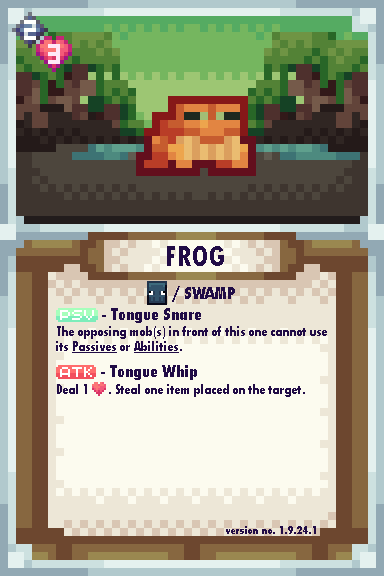 2
3
FROG
/ SWAMP
PSV - Tongue Snare
The opposing mob(s) in front of this one cannot use
its Passives or Abilities.
ATK - Tongue Whip
Deal 1 . Steal one item placed on the target.
version no. 1.9.24.1